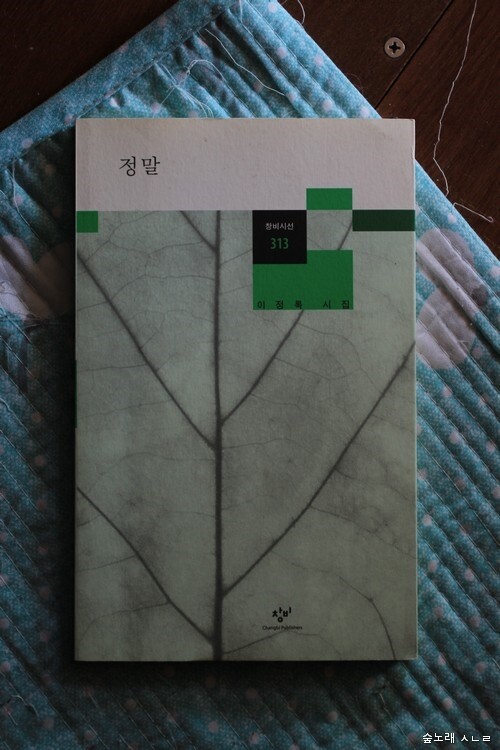 정말
창비시선
313
이정록 시집
창비
Changbi Publishers
숲노래 ㅅㄴㄹ